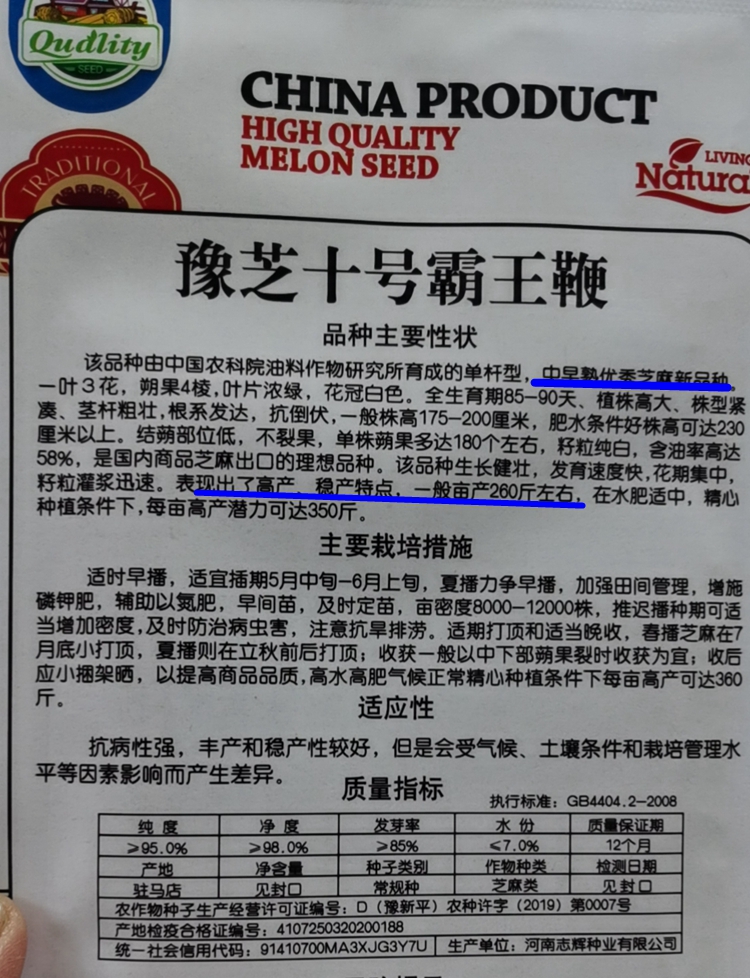 Qudlity
SEED
CHINA PRODUCT
HIGH QUALITY
MELON SEED
TRADITIONAL
LIVING
Natura
豫芝十号霸王鞭
品种主要性状
该品种由中国农科院油料作物研究所育成的单杆型，中早熟优秀芝麻新品种，
一叶3花，朔果4棱，叶片浓绿，花冠白色。全生育期85-90天、植株高大、株型紧
凑、茎杆粗壮，根系发达，抗倒伏，一般株高175-200厘米，肥水条件好株高可达230
厘米以上。结蒴部位低，不裂果，单株蒴果多达180个左右，籽粒纯白，含油率高达
58%，是国内商品芝麻出口的理想品种。该品种生长健壮，发育速度快，花期集中，
籽粒灌浆迅速。表现出了高产、稳产特点，一般亩产260斤左右，在水肥适中，精心
种植条件下，每亩高产潜力可达350斤。
主要栽培措施
适时早播，适宜插期5月中旬-6月上旬，夏播力争早播，加强田间管理，增施
磷钾肥，辅助以氮肥，早间苗，及时定苗，亩密度8000-12000株，推迟播种期可适
当增加密度，及时防治病虫害，注意抗旱排涝。适期打顶和适当晚收，春播芝麻在7
月底小打顶，夏播则在立秋前后打顶；收获一般以中下部蒴果裂时收获为宜；收后
应小捆架晒，以提高商品品质，高水高肥气候正常精心种植条件下每亩高产可达360
斤。
适应性
抗病性强，丰产和稳产性较好，但是会受气候、土壤条件和栽培管理水
平等因素影响而产生差异。
质量指标
执行标准：GB4404.2-2008
纯度 净度 发芽率 水份 质量保证期
≥95.0% ≥98.0% ≥85% ≤7.0% 12个月
产地 净含量 种子类别 作物种类 检测日期
驻马店 见封口 常规种 芝麻类 见封口
农作物种子生产经营许可证编号：D（豫新平）农种许字（2019）第0007号
产地检疫合格证编号：4107250320200188
统一社会信用代码：91410700MA3XJG3Y7U 生产单位：河南志辉种业有限公司